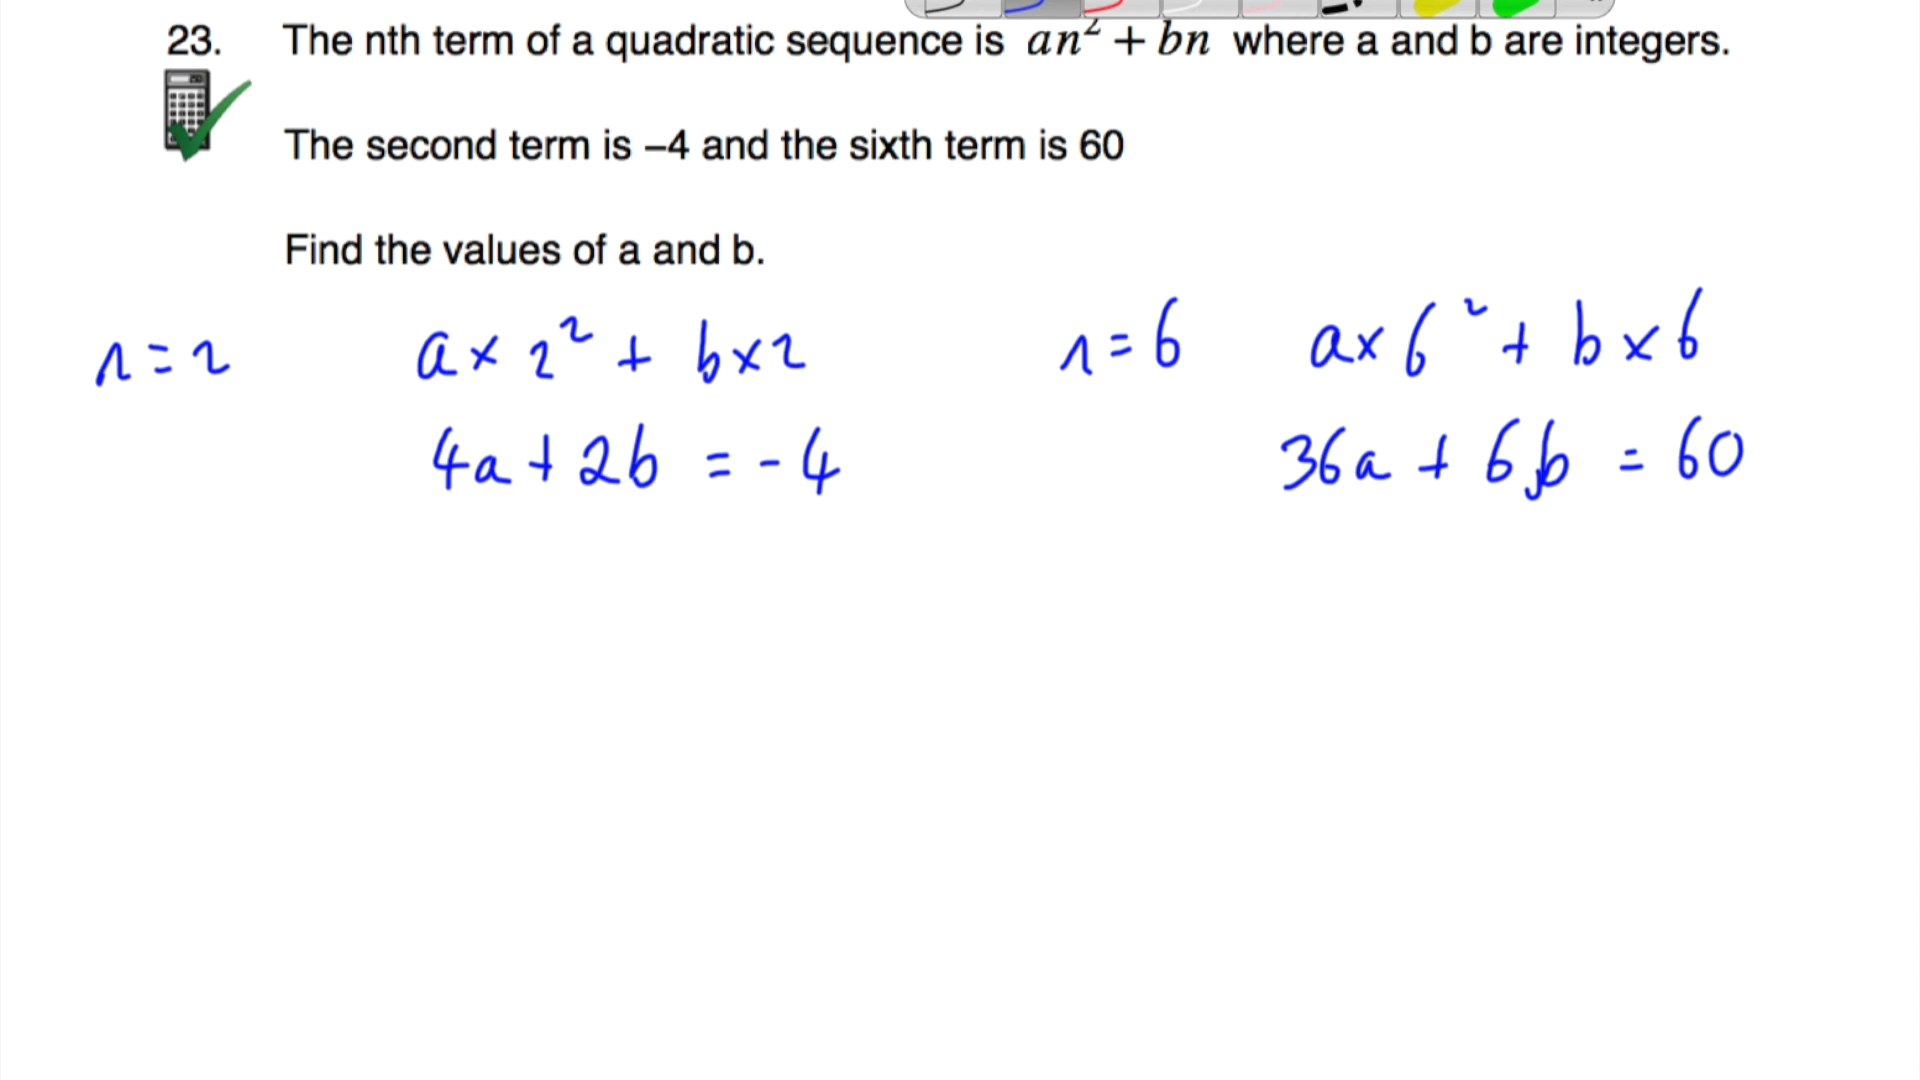 23. The nth term of a quadratic sequence is an² + bn where a and b are integers.
The second term is –4 and the sixth term is 60
Find the values of a and b.
n = 2 a × 2² + b × 2 n = 6 a × 6² + b × 6
4a + 2b = -4 36a + 6b = 60